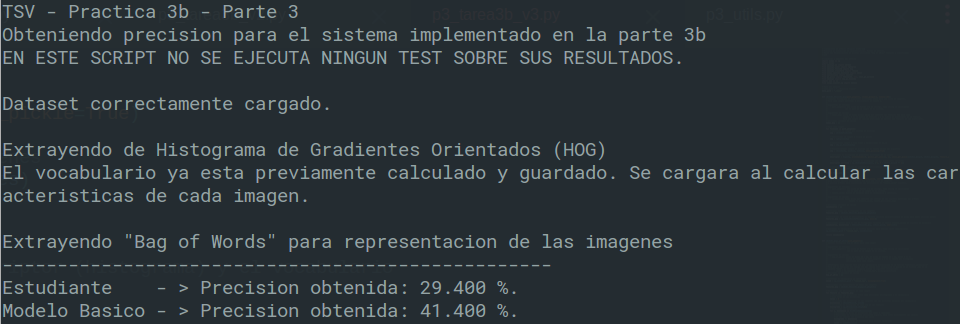 TSV - Practica 3b - Parte 3
Obteniendo precision para el sistema implementado en la parte 3b
EN ESTE SCRIPT NO SE EJECUTA NINGUN TEST SOBRE SUS RESULTADOS.
Dataset correctamente cargado.
Extrayendo de Histograma de Gradientes Orientados (HOG)
El vocabulario ya esta previamente calculado y guardado. Se cargara al calcular las car
acteristicas de cada imagen.
Extrayendo "Bag of Words" para representacion de las imagenes
--------------------------------------------------
Estudiante    - > Precision obtenida: 29.400 %.
Modelo Basico - > Precision obtenida: 41.400 %.